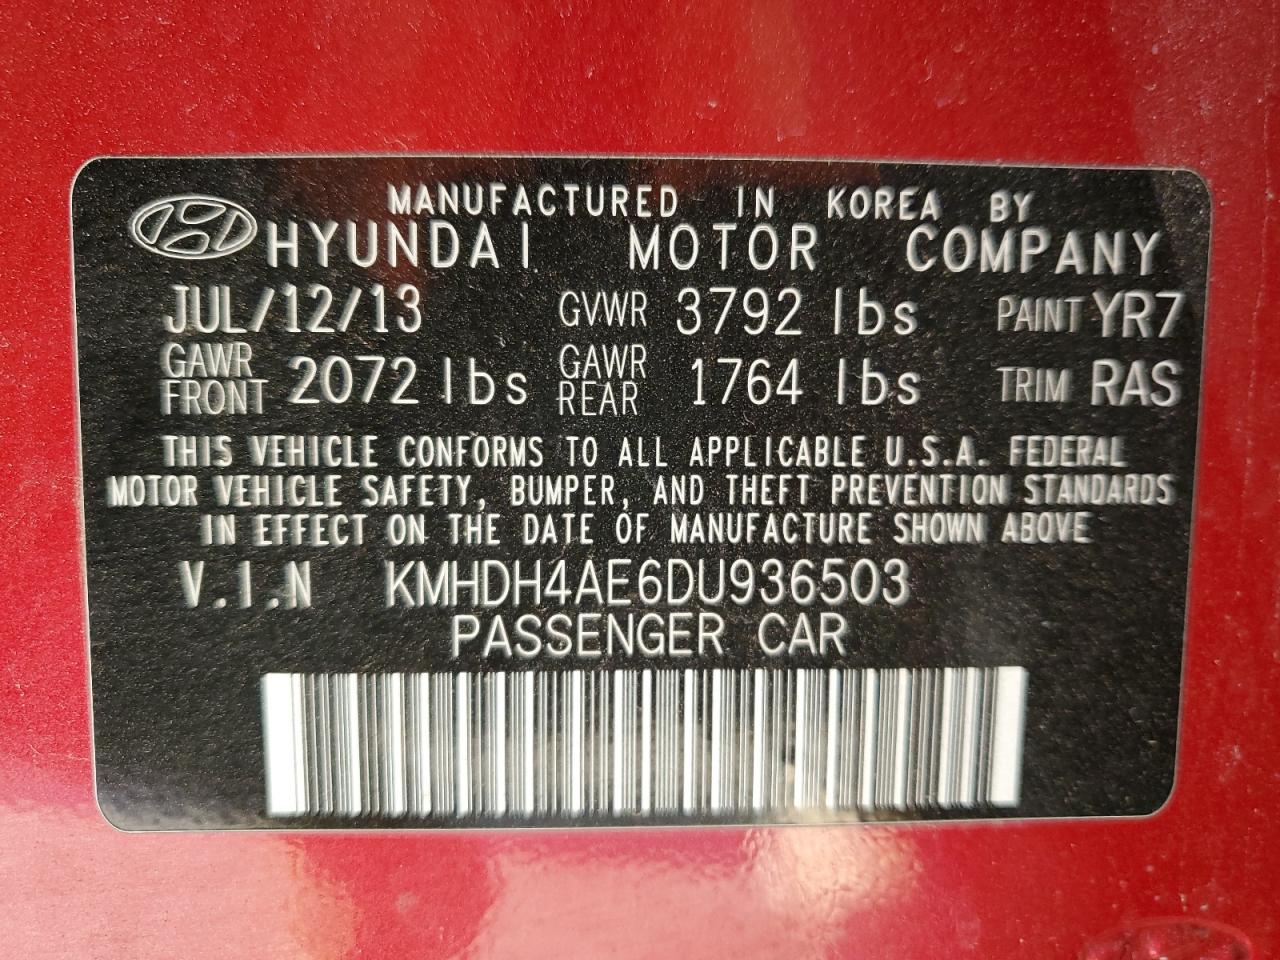 MANUFACTURED IN KOREA BY
HYUNDAI MOTOR COMPANY
JUL/12/13 GVWR 3792 lbs PAINT YR7
GAWR FRONT 2072 lbs GAWR REAR 1764 lbs TRIM RAS
THIS VEHICLE CONFORMS TO ALL APPLICABLE U.S.A. FEDERAL
MOTOR VEHICLE SAFETY, BUMPER, AND THEFT PREVENTION STANDARDS
IN EFFECT ON THE DATE OF MANUFACTURE SHOWN ABOVE
V.I.N KMHDH4AE6DU936503
PASSENGER CAR